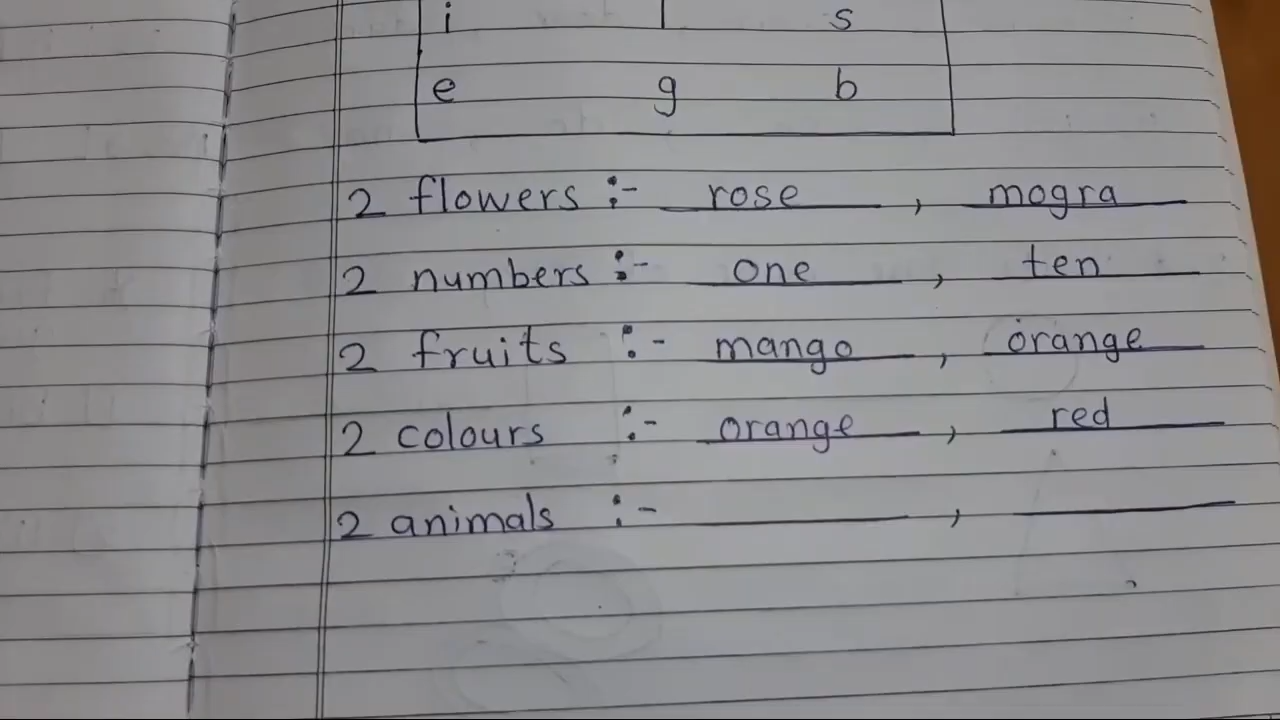 i s
e g b
2 flowers :- rose , mogra
2 numbers :- one , ten
2 fruits :- mango , orange
2 colours :- orange , red
2 animals :- ,